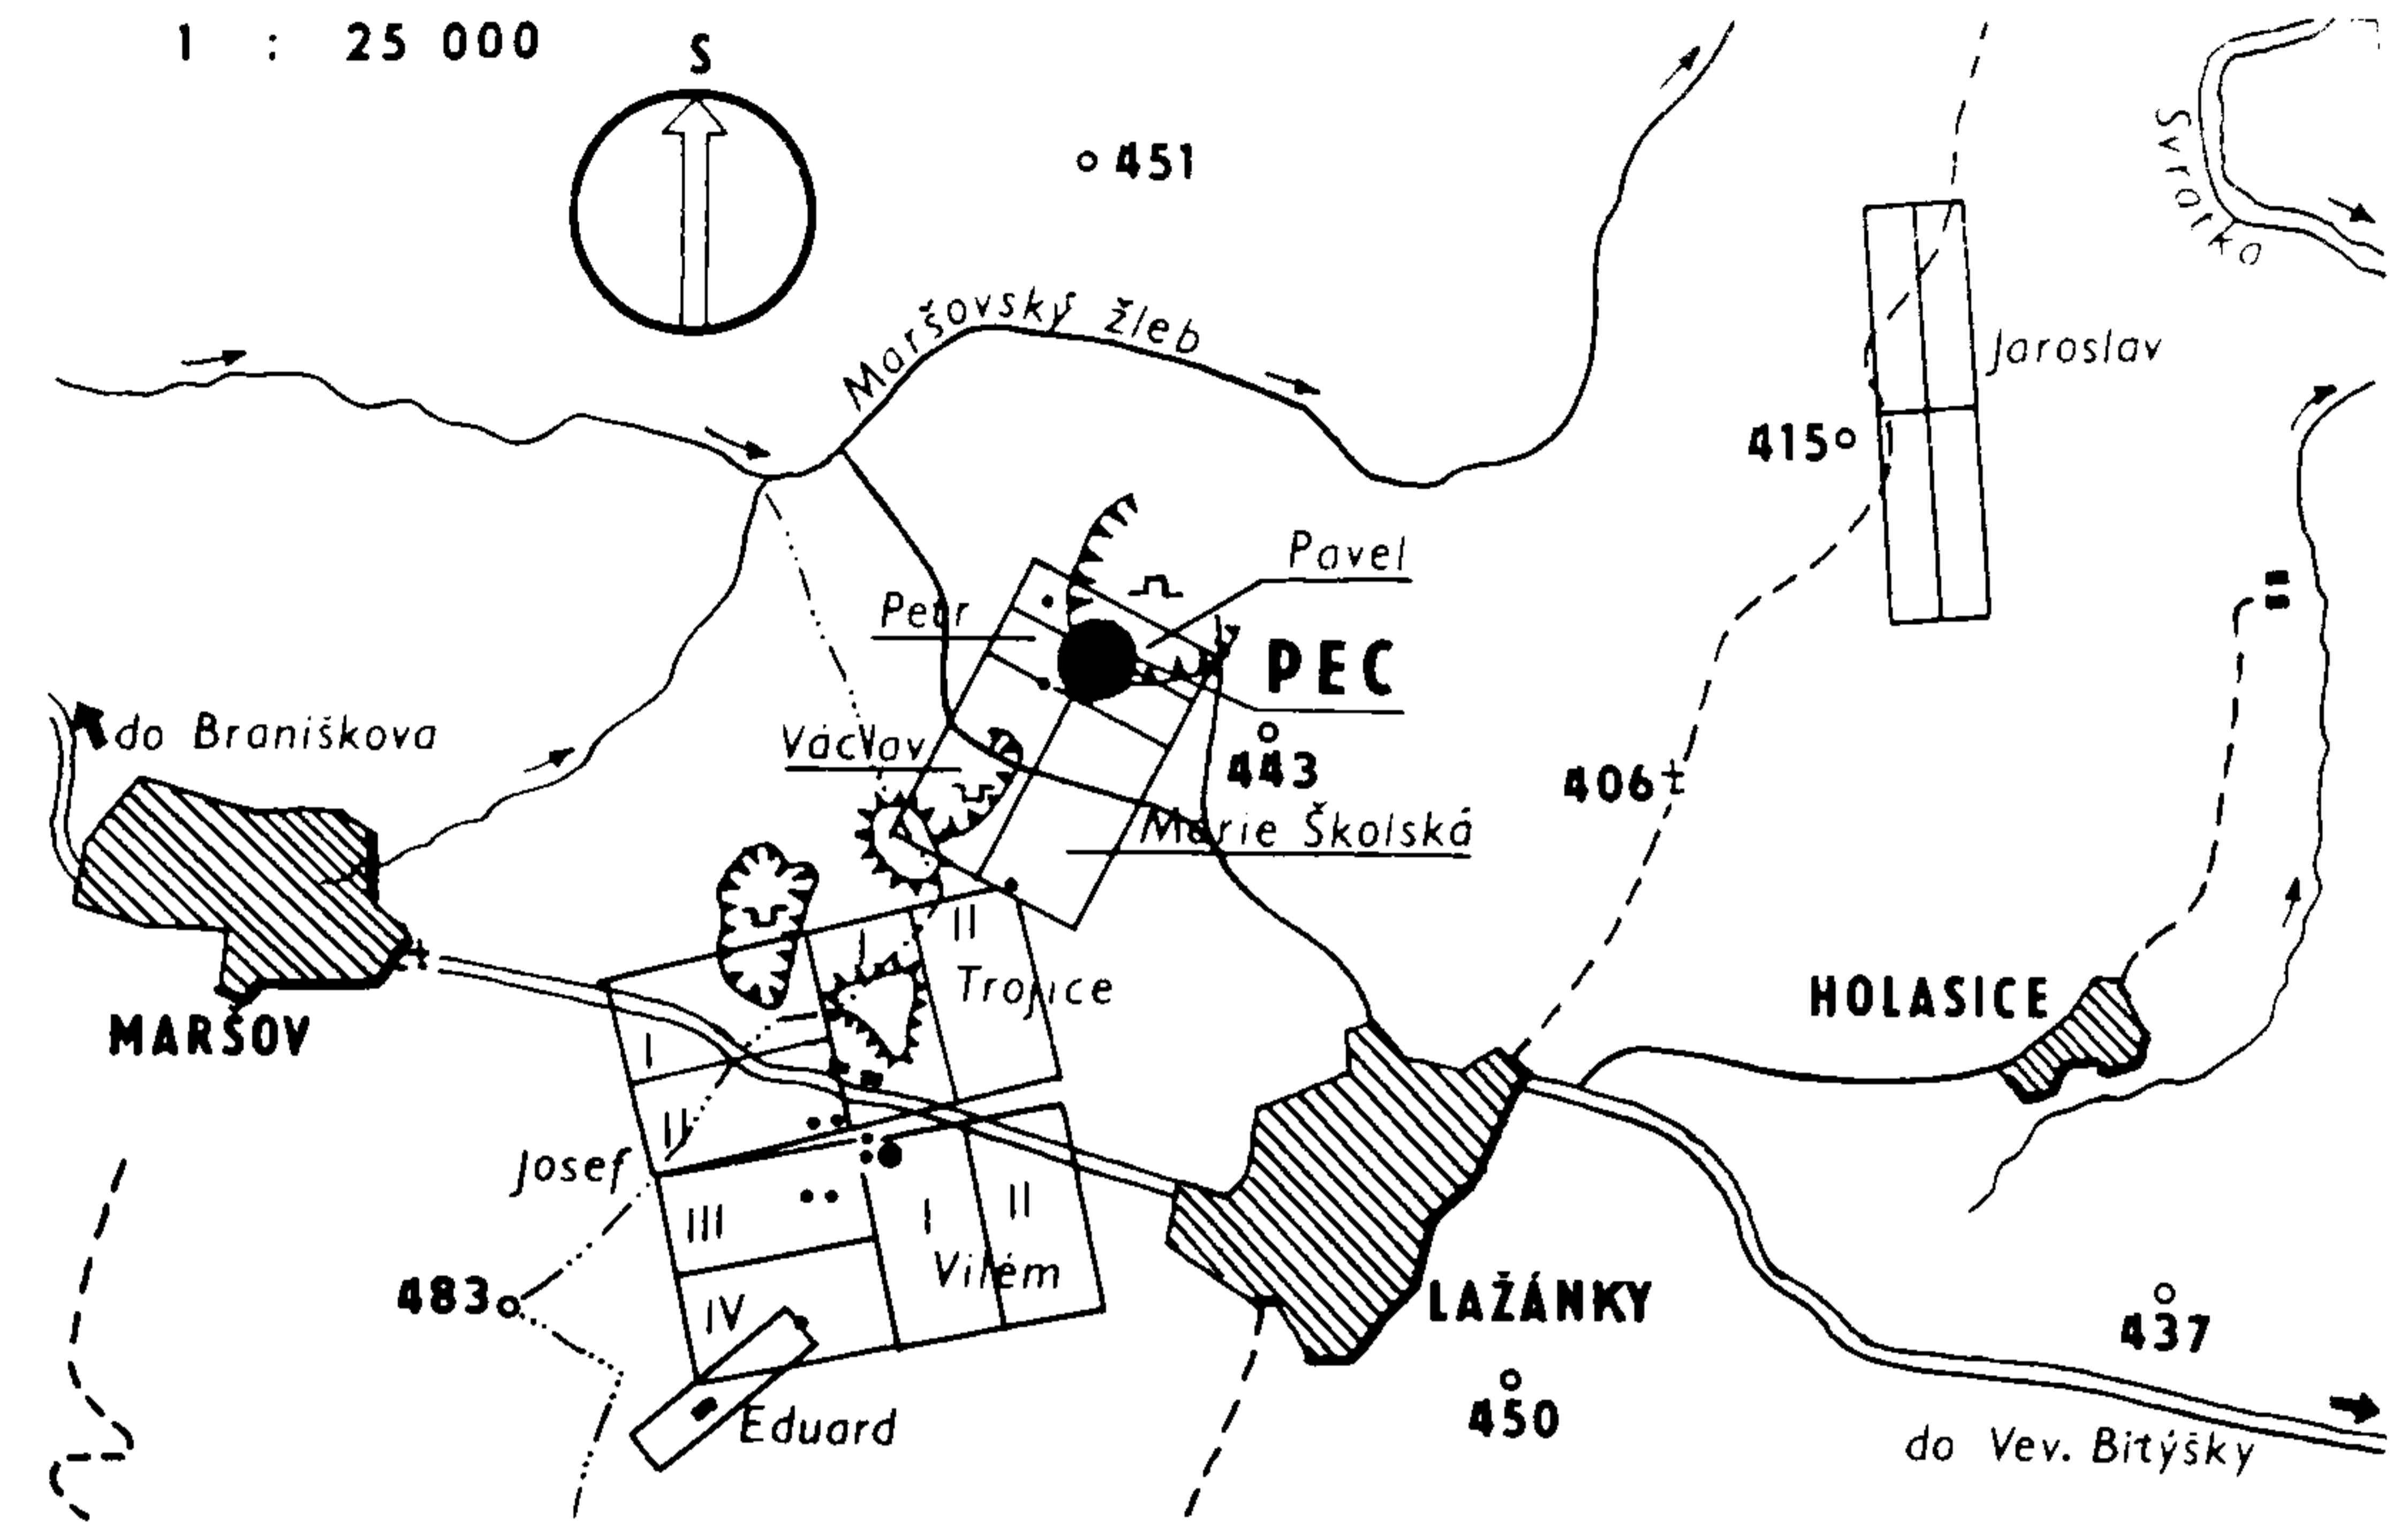 1 : 25 000
S
451
Svratka
Maršovský žleb
Jaroslav
415
Pavel
Petr
PEC
do Braniškova
Václav
443
406
Marie Školská
II
I
Trojice
HOLASICE
MARŠOV
I
II
Josef
III
I
II
Vilém
483
IV
LAŽÁNKY
437
450
Eduard
do Vev. Bitýšky